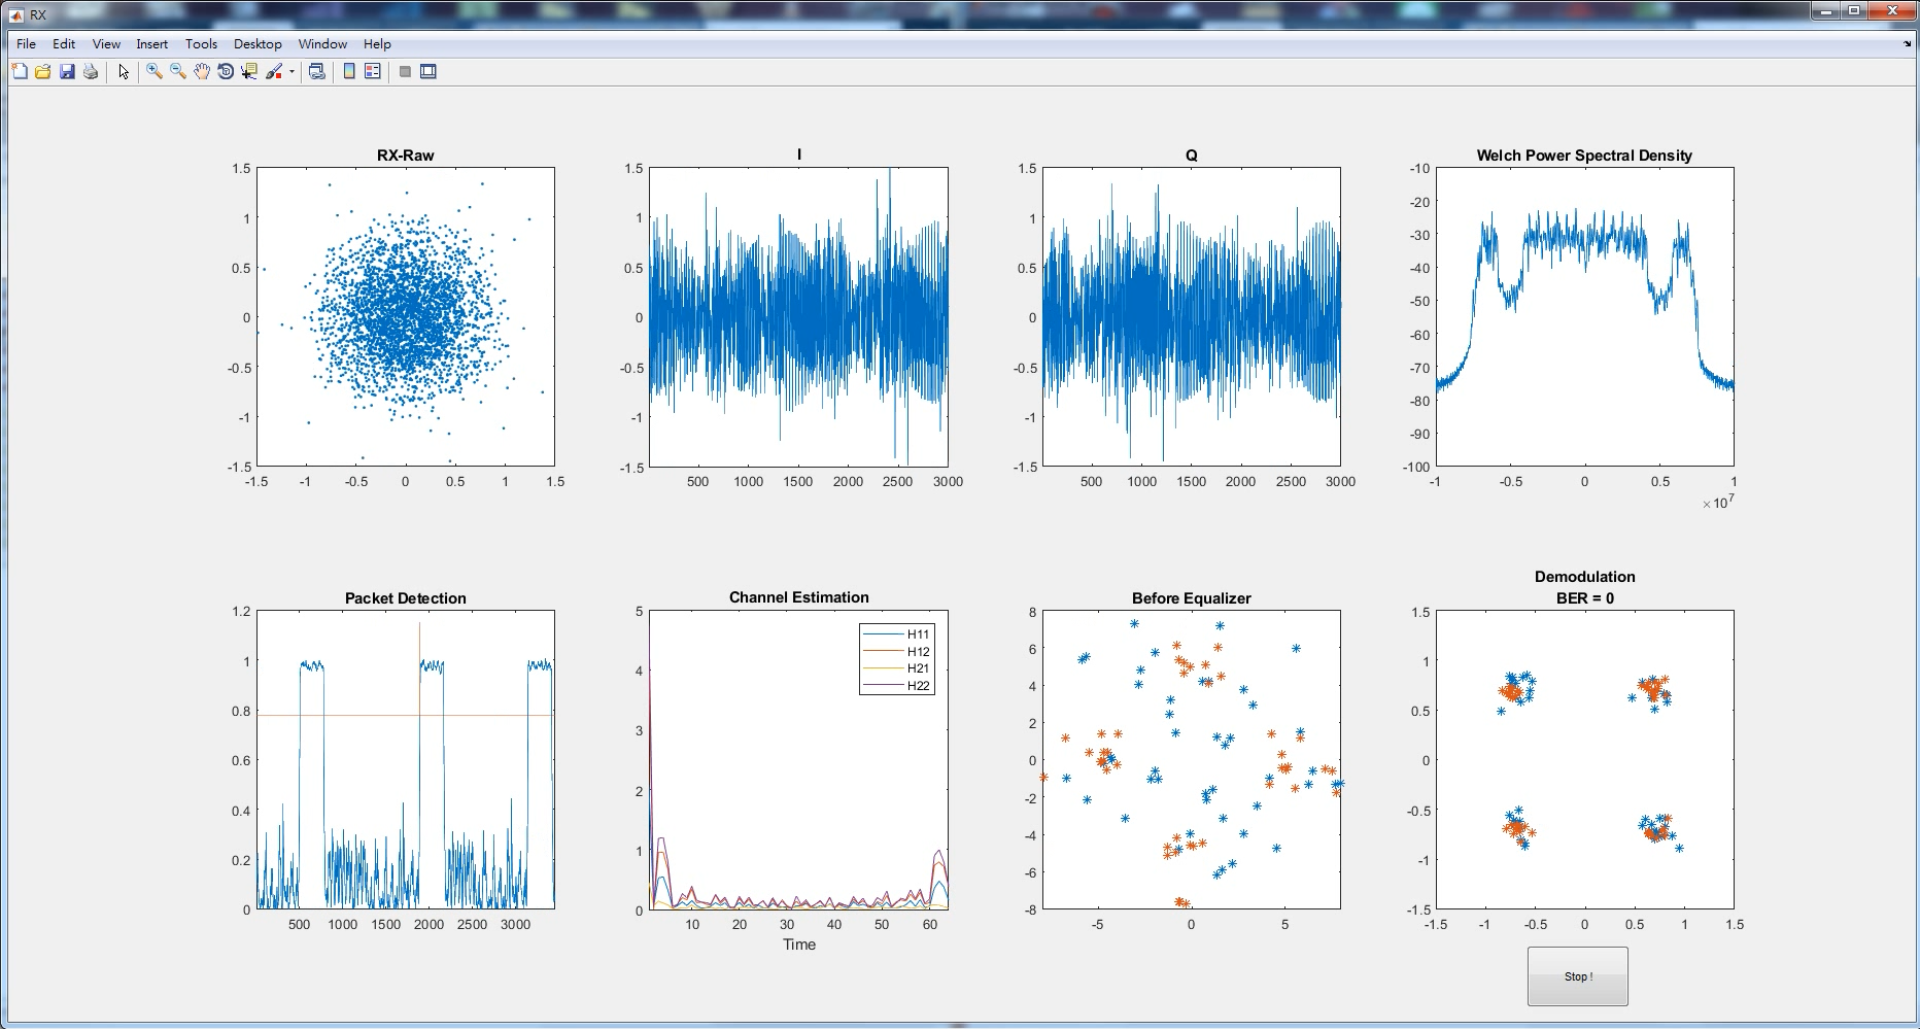 RX
File Edit View Insert Tools Desktop Window Help
RX-Raw
1.5
1
0.5
0
-0.5
-1
-1.5
-1.5 -1 -0.5 0 0.5 1 1.5
I
1.5
1
0.5
0
-0.5
-1
-1.5
500 1000 1500 2000 2500 3000
Q
1.5
1
0.5
0
-0.5
-1
-1.5
500 1000 1500 2000 2500 3000
Welch Power Spectral Density
-10
-20
-30
-40
-50
-60
-70
-80
-90
-100
-1 -0.5 0 0.5 1
×10^7
Packet Detection
1.2
1
0.8
0.6
0.4
0.2
0
500 1000 1500 2000 2500 3000
Channel Estimation
5
4
3
2
1
0
H11
H12
H21
H22
10 20 30 40 50 60
Time
Before Equalizer
8
6
4
2
0
-2
-4
-6
-8
-5 0 5
Demodulation
BER = 0
1.5
1
0.5
0
-0.5
-1
-1.5
-1.5 -1 -0.5 0 0.5 1 1.5
Stop !